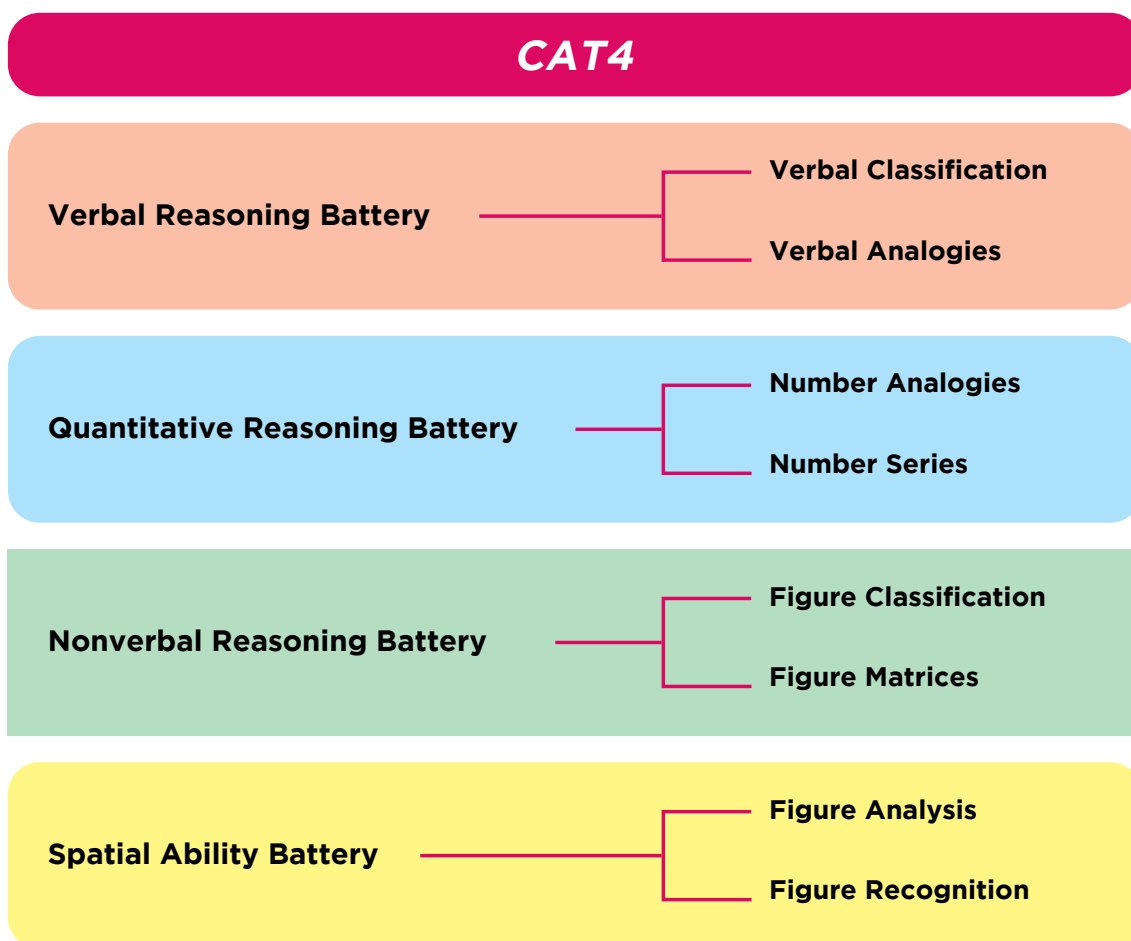 CAT4
Verbal Reasoning Battery
Verbal Classification
Verbal Analogies
Quantitative Reasoning Battery
Number Analogies
Number Series
Nonverbal Reasoning Battery
Figure Classification
Figure Matrices
Spatial Ability Battery
Figure Analysis
Figure Recognition